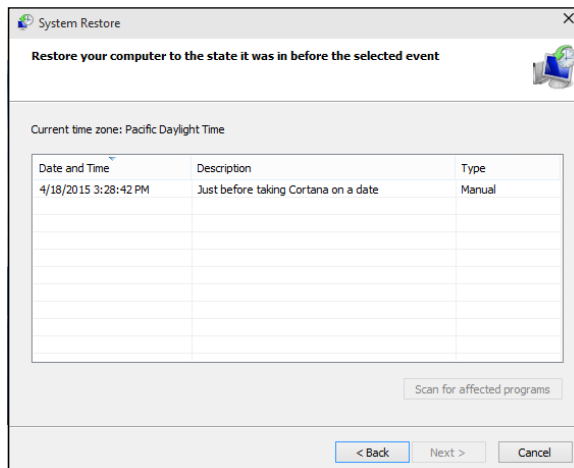 System Restore
Restore your computer to the state it was in before the selected event
Current time zone: Pacific Daylight Time
Date and Time Description Type
4/18/2015 3:28:42 PM Just before taking Cortana on a date Manual
Scan for affected programs
< Back Next > Cancel